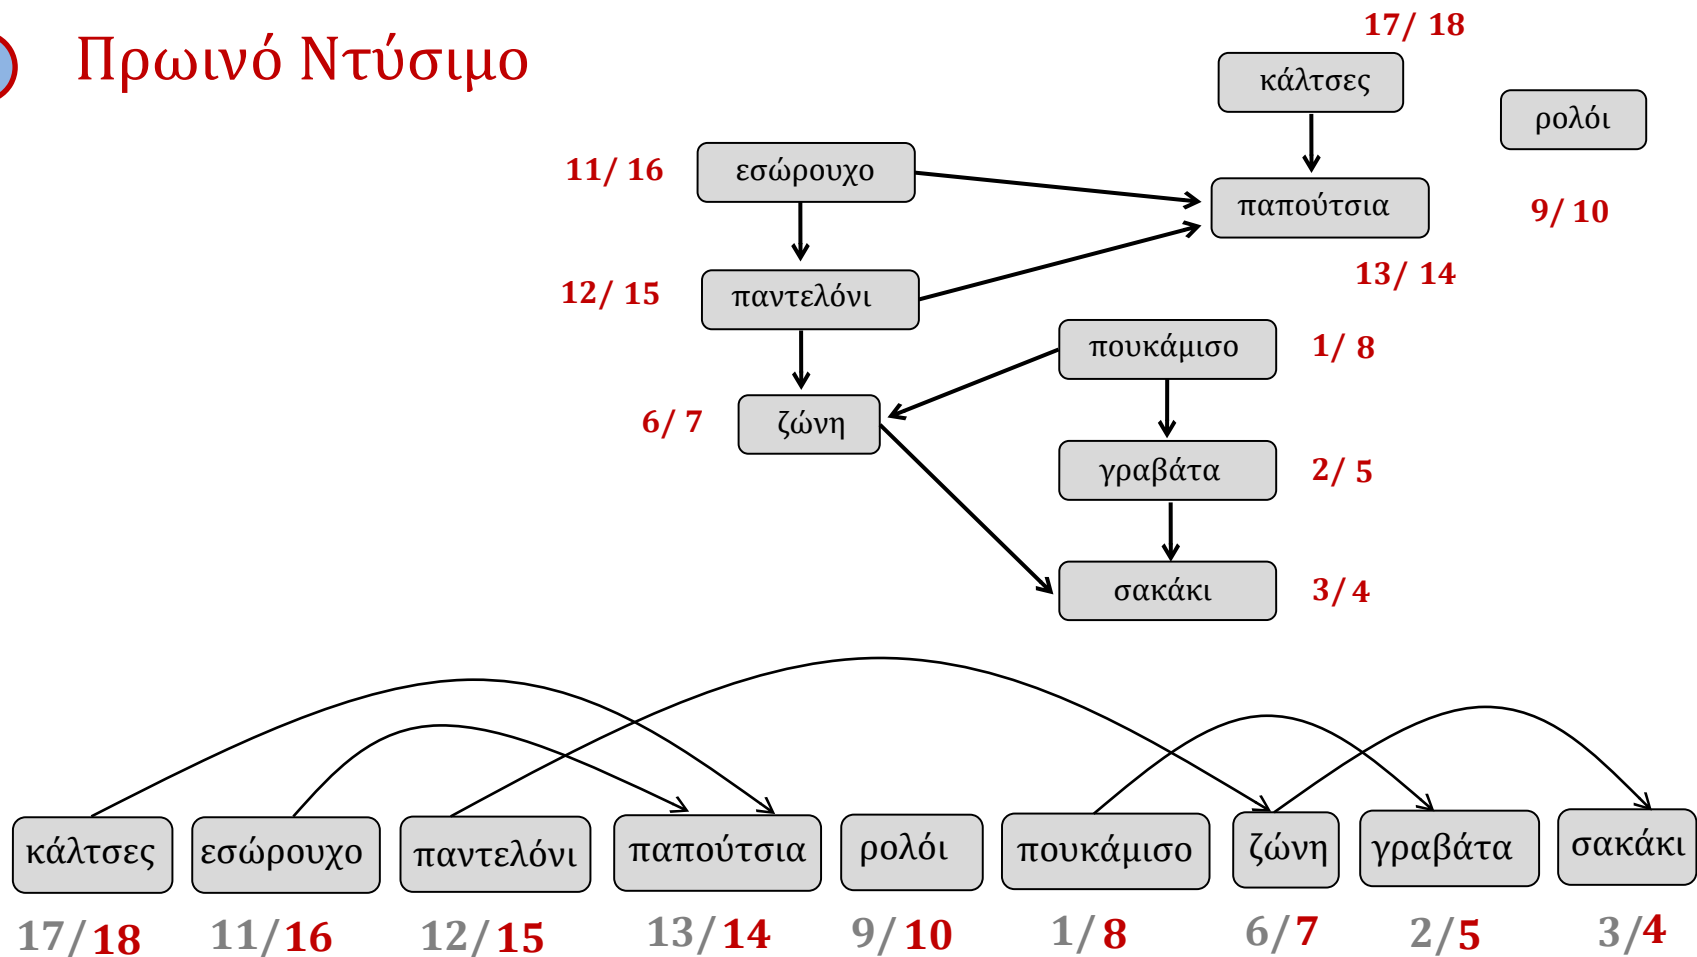 Πρωινό Ντύσιμο
17/ 18
κάλτσες
ρολόι
11/ 16
εσώρουχο
παπούτσια
9/ 10
13/ 14
12/ 15
παντελόνι
πουκάμισο
1/ 8
6/ 7
ζώνη
γραβάτα
2/ 5
σακάκι
3/ 4
κάλτσες εσώρουχο παντελόνι παπούτσια ρολόι πουκάμισο ζώνη γραβάτα σακάκι
17/18 11/16 12/15 13/14 9/10 1/8 6/7 2/5 3/4